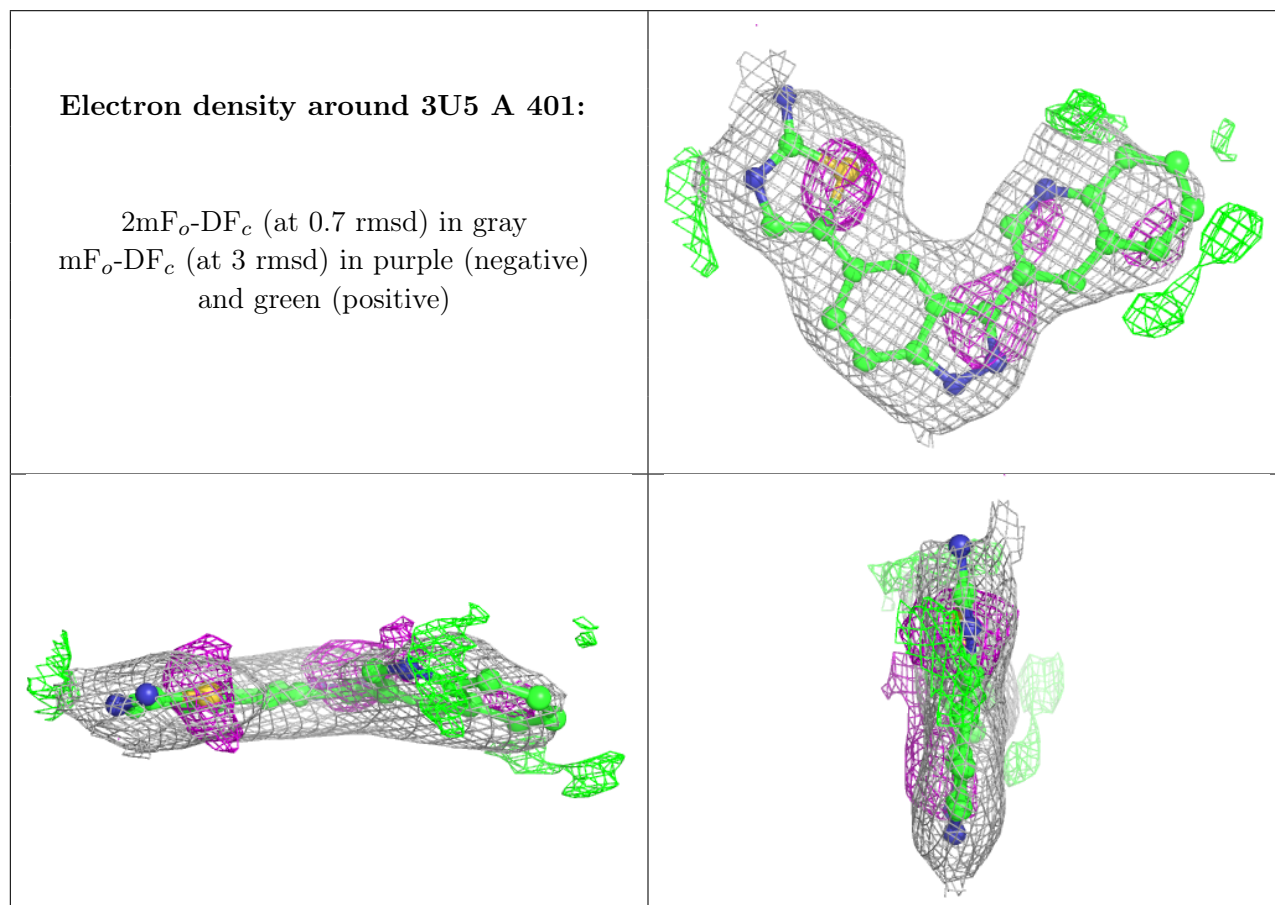 Electron density around 3U5 A 401:
2mFo-DFc (at 0.7 rmsd) in gray
mFo-DFc (at 3 rmsd) in purple (negative)
and green (positive)